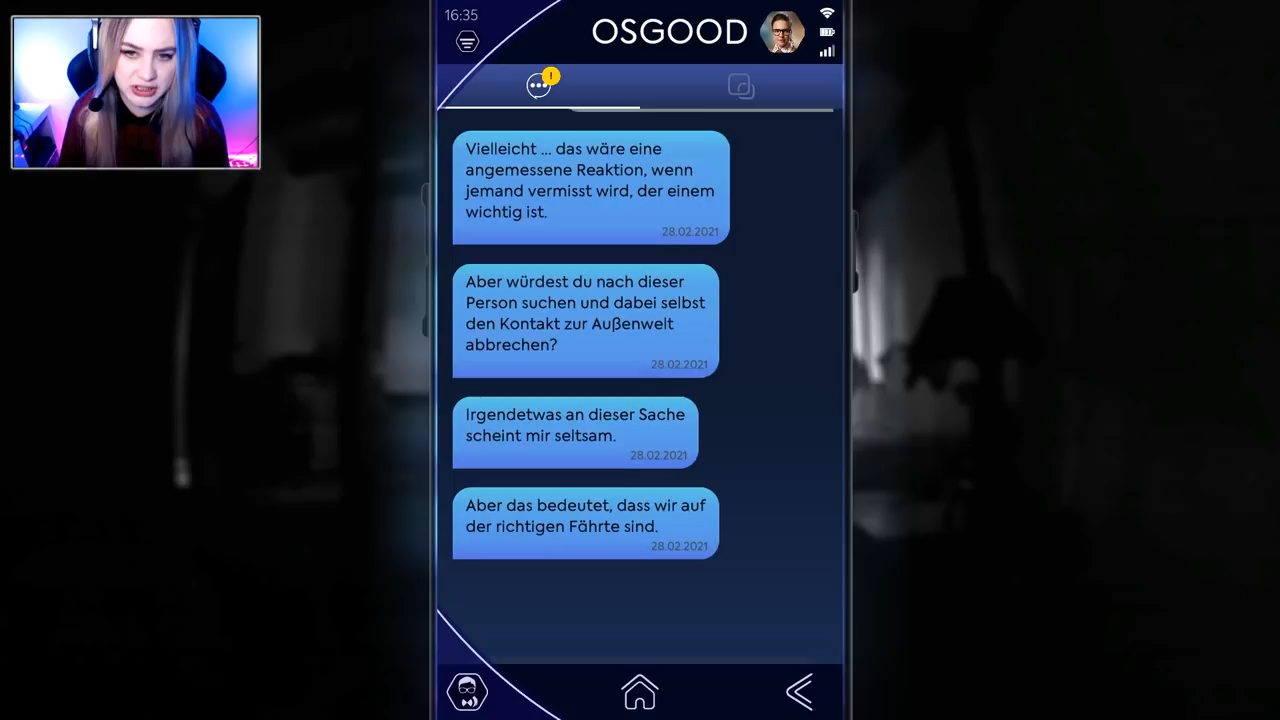 16:35
OSGOOD
!
Vielleicht ... das wäre eine
angemessene Reaktion, wenn
jemand vermisst wird, der einem
wichtig ist.
28.02.2021
Aber würdest du nach dieser
Person suchen und dabei selbst
den Kontakt zur Außenwelt
abbrechen?
28.02.2021
Irgendetwas an dieser Sache
scheint mir seltsam.
28.02.2021
Aber das bedeutet, dass wir auf
der richtigen Fährte sind.
28.02.2021